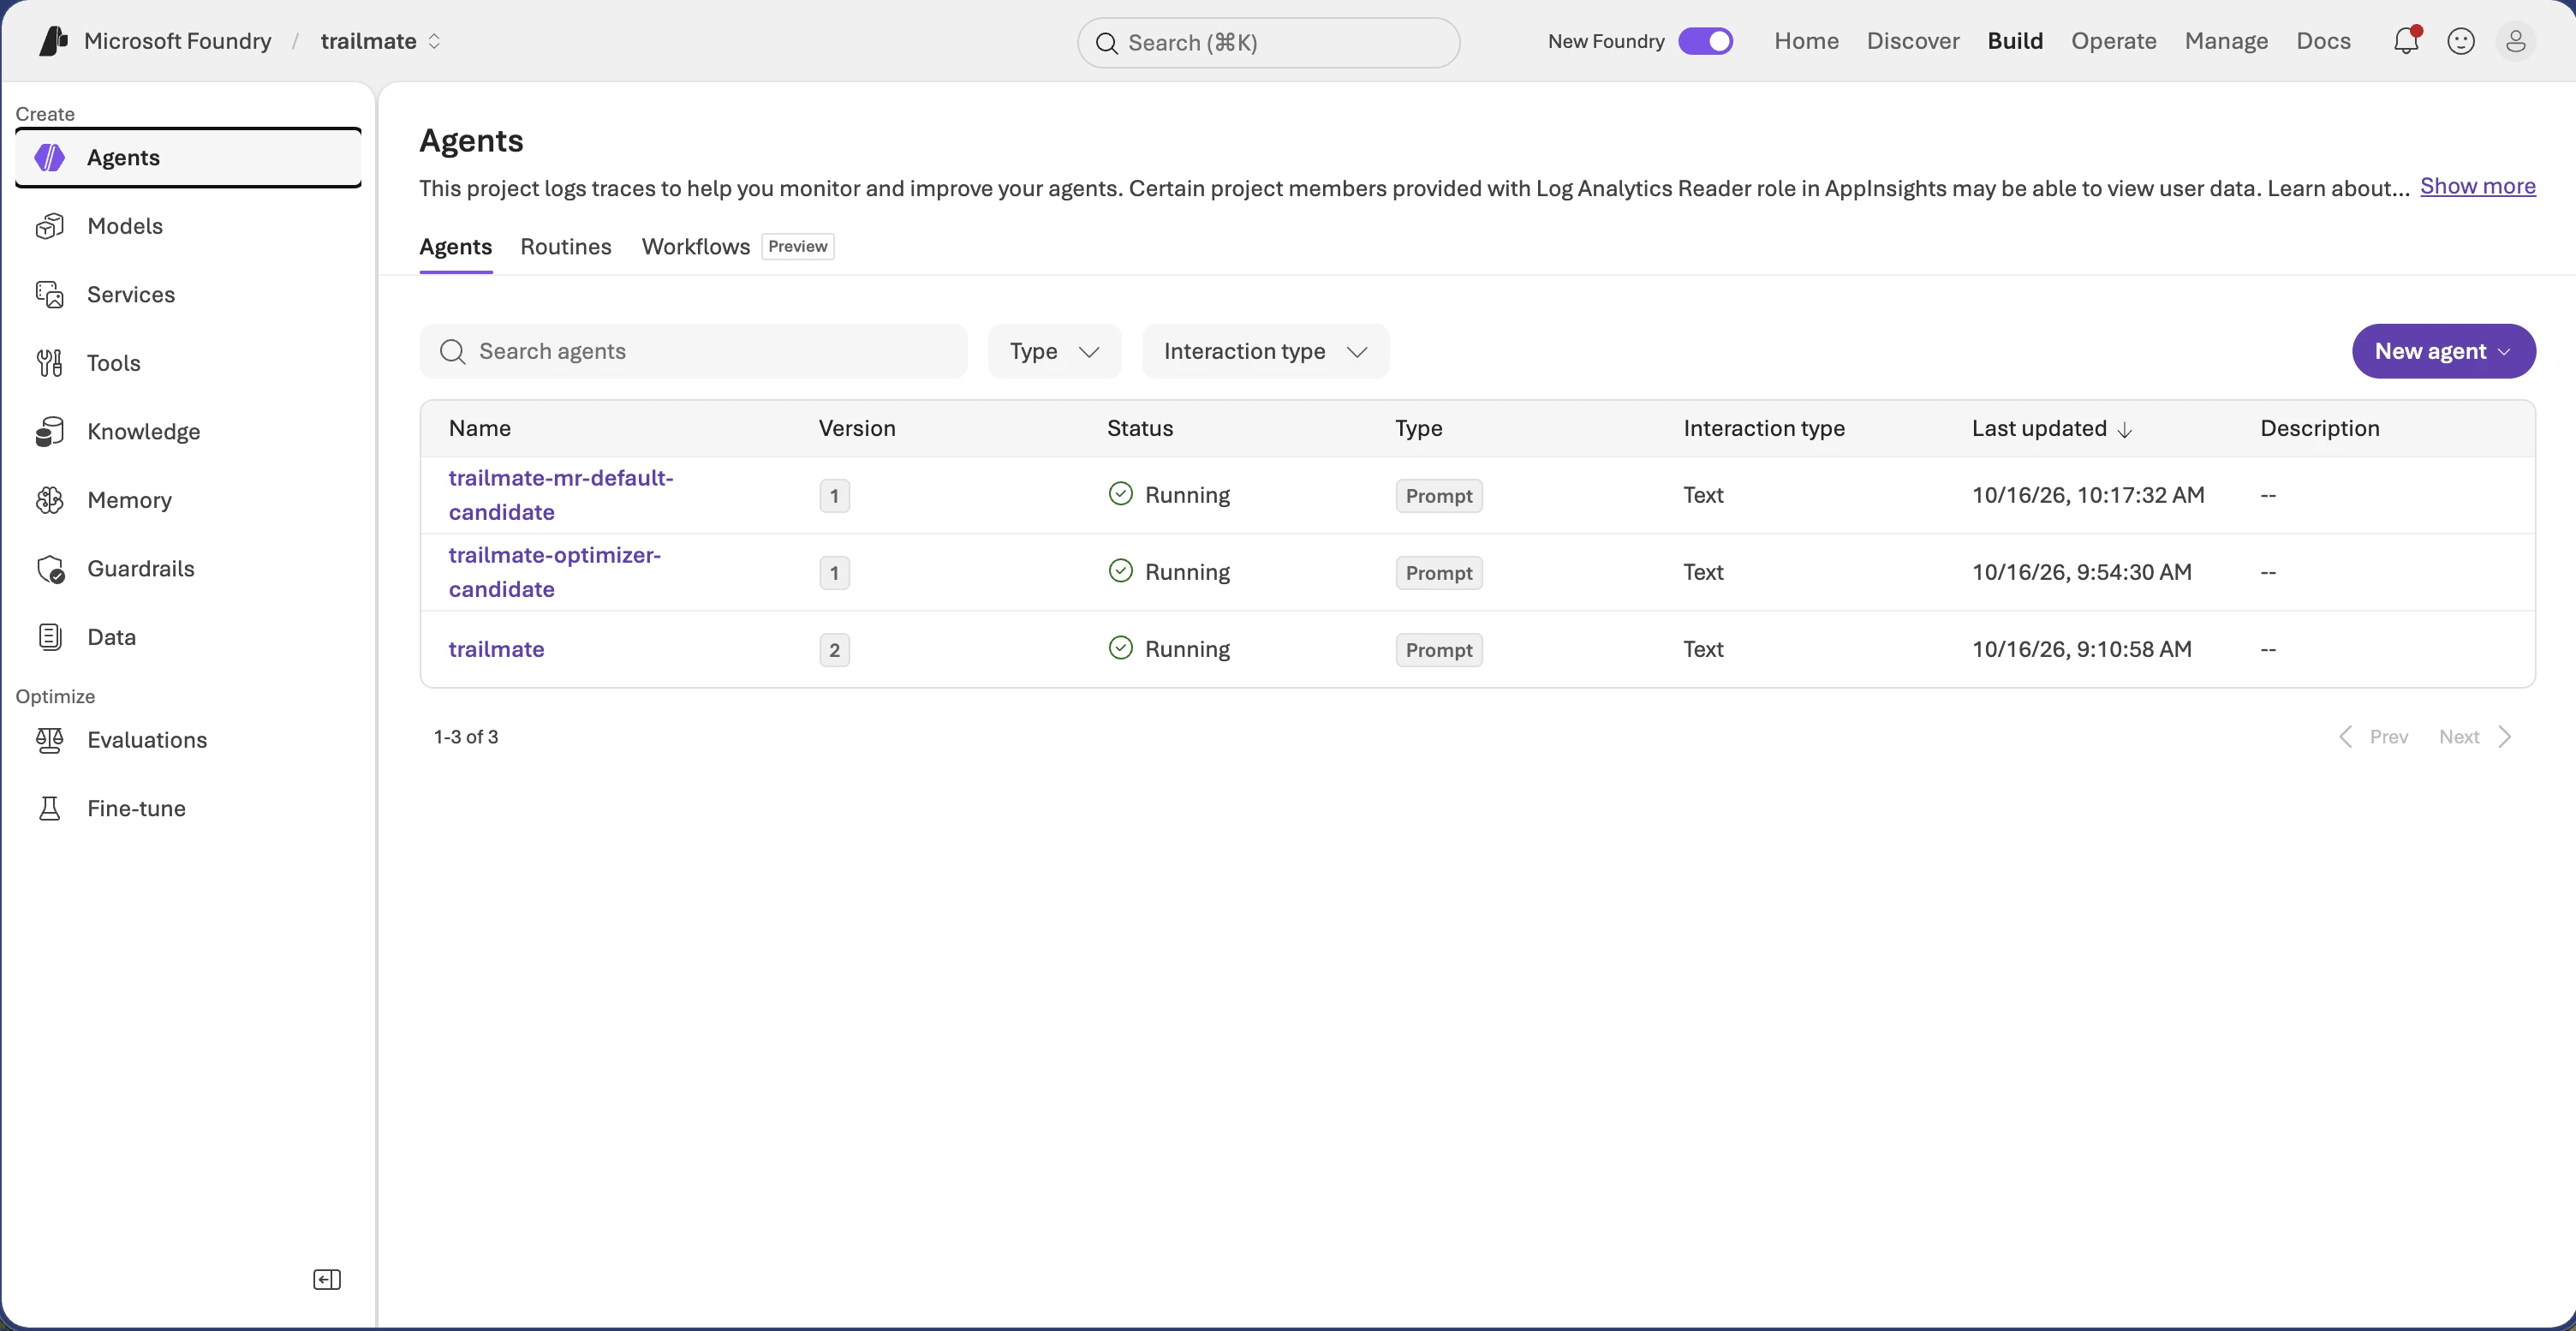 Microsoft Foundry / trailmate
Search (⌘K)
New Foundry
Home Discover Build Operate Manage Docs
Create
Agents
Models
Services
Tools
Knowledge
Memory
Guardrails
Data
Optimize
Evaluations
Fine-tune
Agents
This project logs traces to help you monitor and improve your agents. Certain project members provided with Log Analytics Reader role in AppInsights may be able to view user data. Learn about... Show more
Agents Routines Workflows Preview
Search agents Type Interaction type New agent
Name Version Status Type Interaction type Last updated ↓ Description
trailmate-mr-default-
candidate 1 Running Prompt Text 10/16/26, 10:17:32 AM --
trailmate-optimizer-
candidate 1 Running Prompt Text 10/16/26, 9:54:30 AM --
trailmate 2 Running Prompt Text 10/16/26, 9:10:58 AM --
1-3 of 3 Prev Next